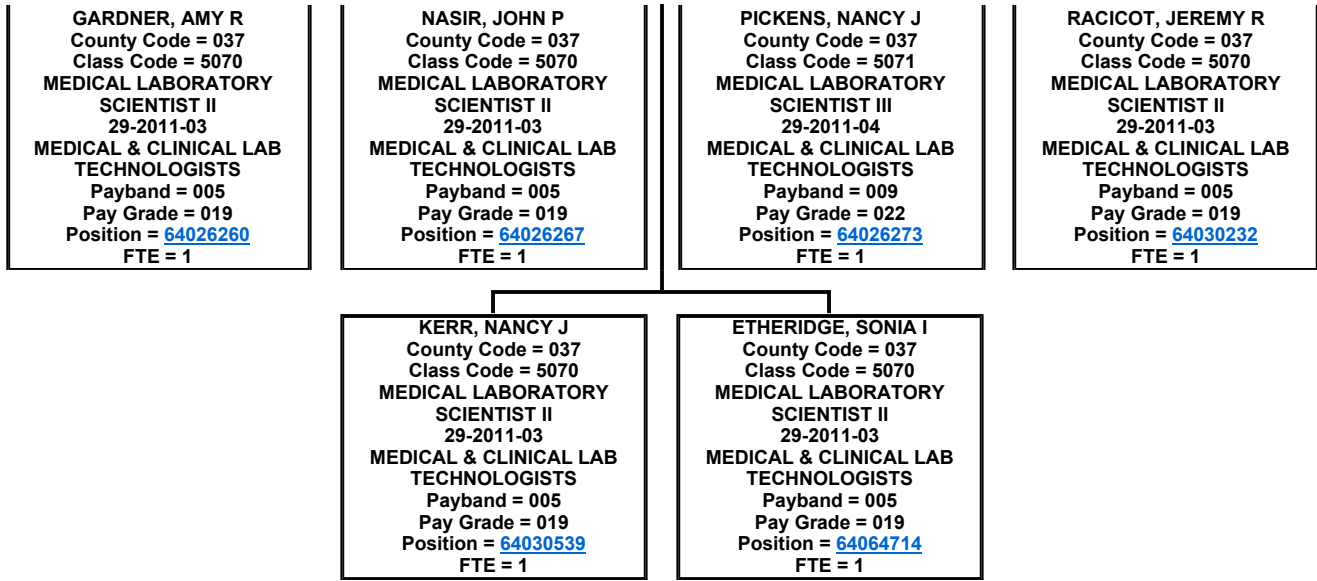 GARDNER, AMY R
County Code = 037
Class Code = 5070
MEDICAL LABORATORY
SCIENTIST II
29-2011-03
MEDICAL & CLINICAL LAB
TECHNOLOGISTS
Payband = 005
Pay Grade = 019
Position = 64026260
FTE = 1
NASIR, JOHN P
County Code = 037
Class Code = 5070
MEDICAL LABORATORY
SCIENTIST II
29-2011-03
MEDICAL & CLINICAL LAB
TECHNOLOGISTS
Payband = 005
Pay Grade = 019
Position = 64026267
FTE = 1
PICKENS, NANCY J
County Code = 037
Class Code = 5071
MEDICAL LABORATORY
SCIENTIST III
29-2011-04
MEDICAL & CLINICAL LAB
TECHNOLOGISTS
Payband = 009
Pay Grade = 022
Position = 64026273
FTE = 1
RACICOT, JEREMY R
County Code = 037
Class Code = 5070
MEDICAL LABORATORY
SCIENTIST II
29-2011-03
MEDICAL & CLINICAL LAB
TECHNOLOGISTS
Payband = 005
Pay Grade = 019
Position = 64030232
FTE = 1
KERR, NANCY J
County Code = 037
Class Code = 5070
MEDICAL LABORATORY
SCIENTIST II
29-2011-03
MEDICAL & CLINICAL LAB
TECHNOLOGISTS
Payband = 005
Pay Grade = 019
Position = 64030539
FTE = 1
ETHERIDGE, SONIA I
County Code = 037
Class Code = 5070
MEDICAL LABORATORY
SCIENTIST II
29-2011-03
MEDICAL & CLINICAL LAB
TECHNOLOGISTS
Payband = 005
Pay Grade = 019
Position = 64064714
FTE = 1